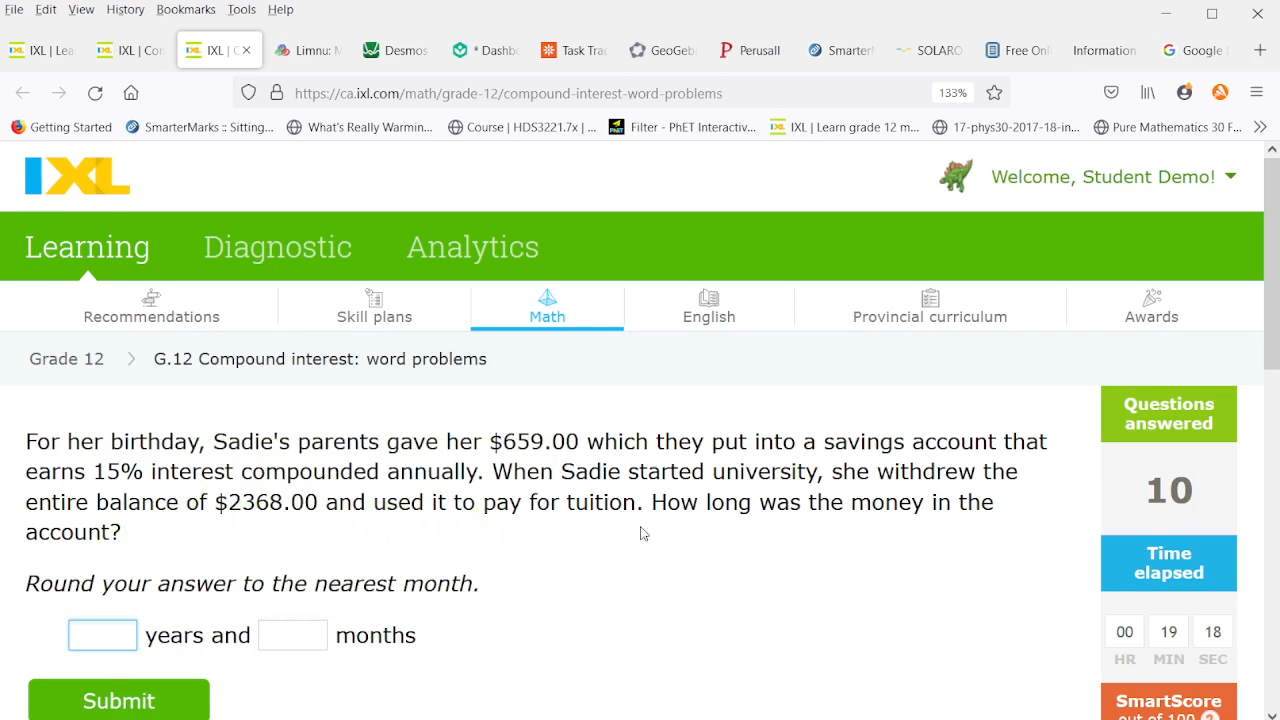 File Edit View History Bookmarks Tools Help
IXL | Lea IXL | Con IXL | C Limnu: M Desmos * Dashb Task Trac GeoGeb Perusall Smarter SOLARO Free Onl Information Google
https://ca.ixl.com/math/grade-12/compound-interest-word-problems 133%
Getting Started SmarterMarks :: Sitting... What's Really Warmin... Course | HDS3221.7x | ... Filter - PhET Interactiv... IXL | Learn grade 12 m... 17-phys30-2017-18-in... Pure Mathematics 30 F...
IXL Welcome, Student Demo!
Learning Diagnostic Analytics
Recommendations Skill plans Math English Provincial curriculum Awards
Grade 12 > G.12 Compound interest: word problems
For her birthday, Sadie's parents gave her $659.00 which they put into a savings account that
earns 15% interest compounded annually. When Sadie started university, she withdrew the
entire balance of $2368.00 and used it to pay for tuition. How long was the money in the
account?
Round your answer to the nearest month.
years and months
Submit
Questions
answered
10
Time
elapsed
00 19 18
HR MIN SEC
SmartScore
out of 100 ?